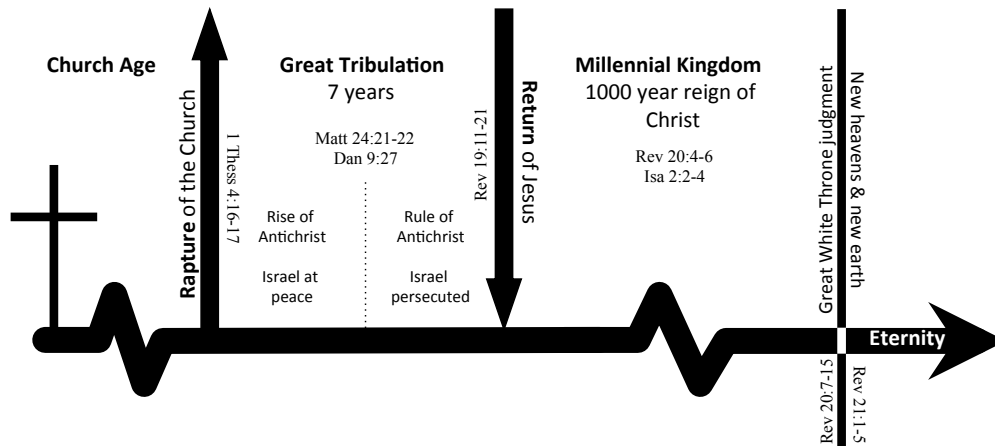 Church Age
Rapture of the Church
1 Thess 4:16-17
Great Tribulation
7 years
Matt 24:21-22
Dan 9:27
Rise of
Antichrist
Israel at
peace
Rule of
Antichrist
Israel
persecuted
Rev 19:11-21
Return of Jesus
Millennial Kingdom
1000 year reign of
Christ
Rev 20:4-6
Isa 2:2-4
Great White Throne judgment
New heavens & new earth
Eternity
Rev 20:7-15
Rev 21:1-5